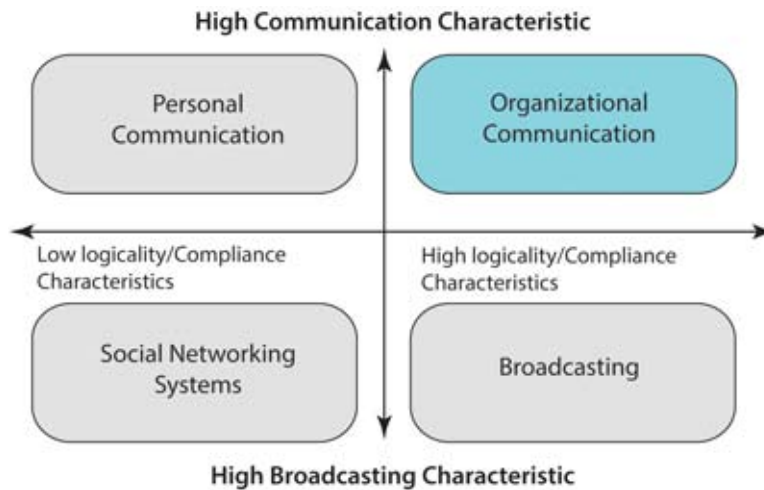 High Communication Characteristic
Personal
Communication
Organizational
Communication
Low logicality/Compliance
Characteristics
High logicality/Compliance
Characteristics
Social Networking
Systems
Broadcasting
High Broadcasting Characteristic